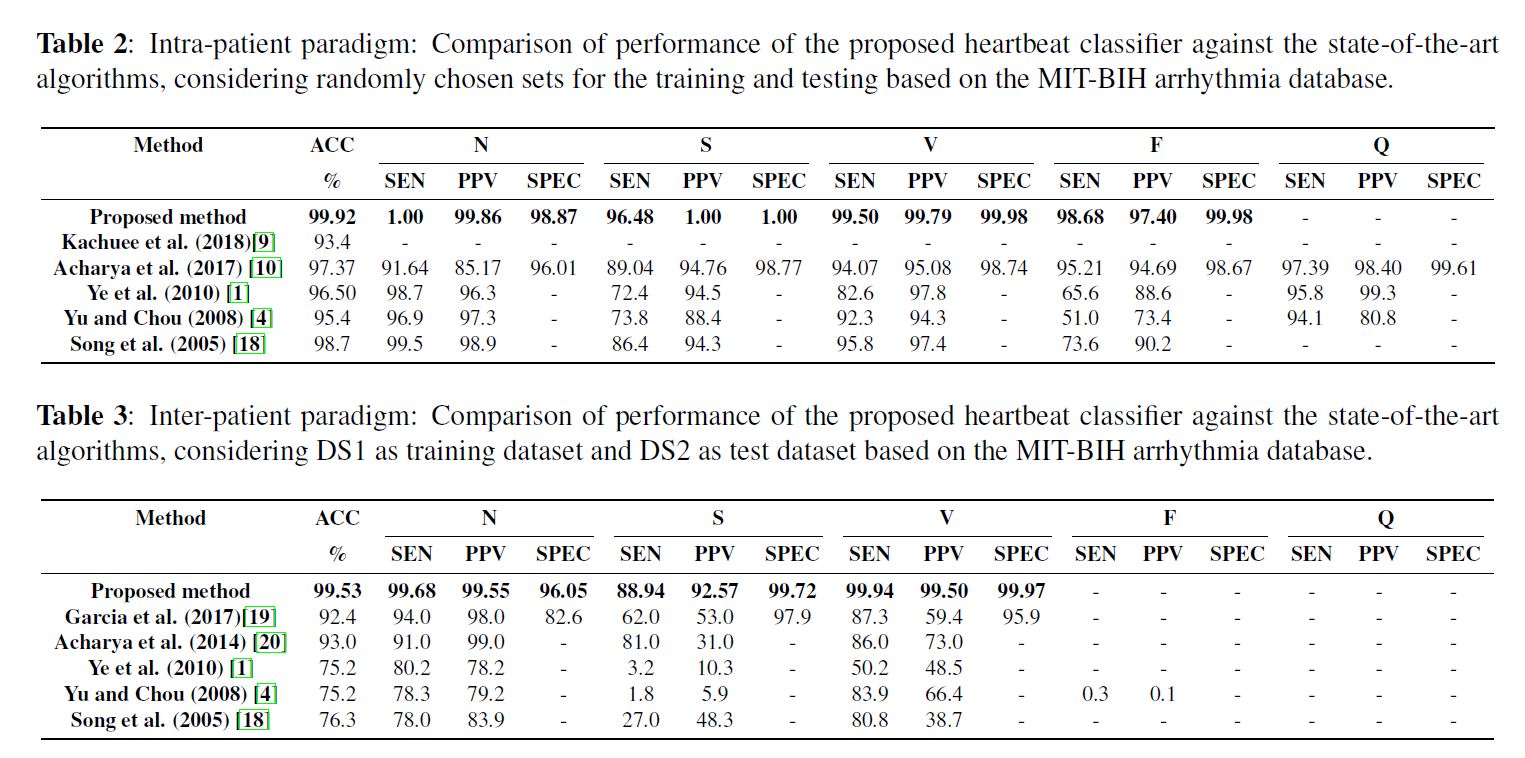 Table 2: Intra-patient paradigm: Comparison of performance of the proposed heartbeat classifier against the state-of-the-art
algorithms, considering randomly chosen sets for the training and testing based on the MIT-BIH arrhythmia database.
Method ACC N S V F Q
% SEN PPV SPEC SEN PPV SPEC SEN PPV SPEC SEN PPV SPEC SEN PPV SPEC
Proposed method 99.92 1.00 99.86 98.87 96.48 1.00 1.00 99.50 99.79 99.98 98.68 97.40 99.98 - - -
Kachuee et al. (2018)[9] 93.4 - - - - - - - - - - - - - - -
Acharya et al. (2017) [10] 97.37 91.64 85.17 96.01 89.04 94.76 98.77 94.07 95.08 98.74 95.21 94.69 98.67 97.39 98.40 99.61
Ye et al. (2010) [1] 96.50 98.7 96.3 - 72.4 94.5 - 82.6 97.8 - 65.6 88.6 - 95.8 99.3 -
Yu and Chou (2008) [4] 95.4 96.9 97.3 - 73.8 88.4 - 92.3 94.3 - 51.0 73.4 - 94.1 80.8 -
Song et al. (2005) [18] 98.7 99.5 98.9 - 86.4 94.3 - 95.8 97.4 - 73.6 90.2 - - - -
Table 3: Inter-patient paradigm: Comparison of performance of the proposed heartbeat classifier against the state-of-the-art
algorithms, considering DS1 as training dataset and DS2 as test dataset based on the MIT-BIH arrhythmia database.
Method ACC N S V F Q
% SEN PPV SPEC SEN PPV SPEC SEN PPV SPEC SEN PPV SPEC SEN PPV SPEC
Proposed method 99.53 99.68 99.55 96.05 88.94 92.57 99.72 99.94 99.50 99.97 - - - - - -
Garcia et al. (2017)[19] 92.4 94.0 98.0 82.6 62.0 53.0 97.9 87.3 59.4 95.9 - - - - - -
Acharya et al. (2014) [20] 93.0 91.0 99.0 - 81.0 31.0 - 86.0 73.0 - - - - - - -
Ye et al. (2010) [1] 75.2 80.2 78.2 - 3.2 10.3 - 50.2 48.5 - - - - - - -
Yu and Chou (2008) [4] 75.2 78.3 79.2 - 1.8 5.9 - 83.9 66.4 - 0.3 0.1 - - - -
Song et al. (2005) [18] 76.3 78.0 83.9 - 27.0 48.3 - 80.8 38.7 - - - - - - -